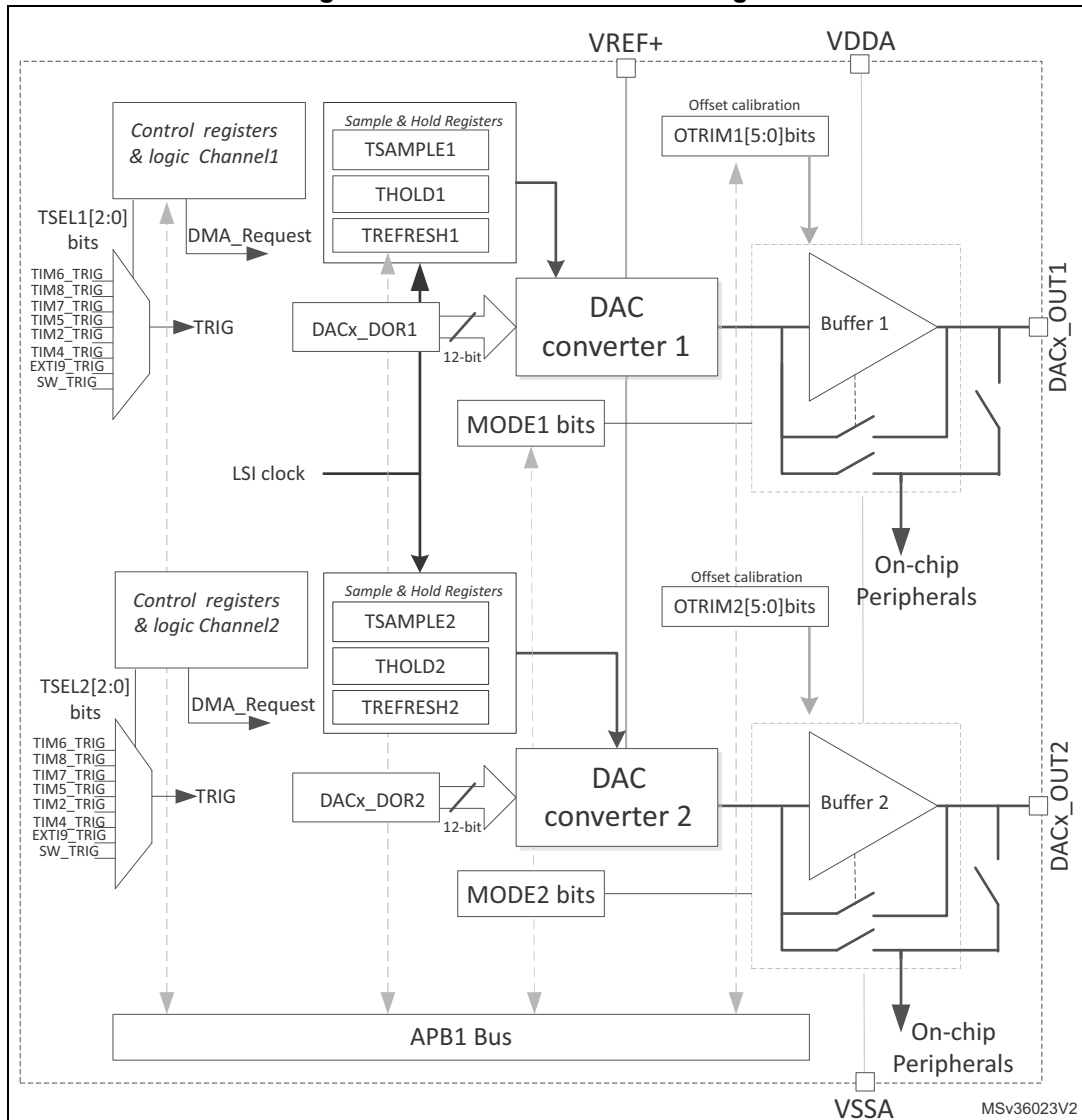 VREF+
VDDA
Control registers
& logic Channel1
Sample & Hold Registers
TSAMPLE1
THOLD1
TREFRESH1
Offset calibration
OTRIM1[5:0]bits
TSEL1[2:0]
bits
DMA_Request
TIM6_TRIG
TIM8_TRIG
TIM7_TRIG
TIM5_TRIG
TIM2_TRIG
TIM4_TRIG
EXTI9_TRIG
SW_TRIG
TRIG
DACx_DOR1
12-bit
DAC
converter 1
Buffer 1
DACx_OUT1
MODE1 bits
LSI clock
On-chip
Peripherals
Control registers
& logic Channel2
Sample & Hold Registers
TSAMPLE2
THOLD2
TREFRESH2
Offset calibration
OTRIM2[5:0]bits
TSEL2[2:0]
bits
DMA_Request
TIM6_TRIG
TIM8_TRIG
TIM7_TRIG
TIM5_TRIG
TIM2_TRIG
TIM4_TRIG
EXTI9_TRIG
SW_TRIG
TRIG
DACx_DOR2
12-bit
DAC
converter 2
Buffer 2
DACx_OUT2
MODE2 bits
On-chip
Peripherals
APB1 Bus
VSSA
MSv36023V2